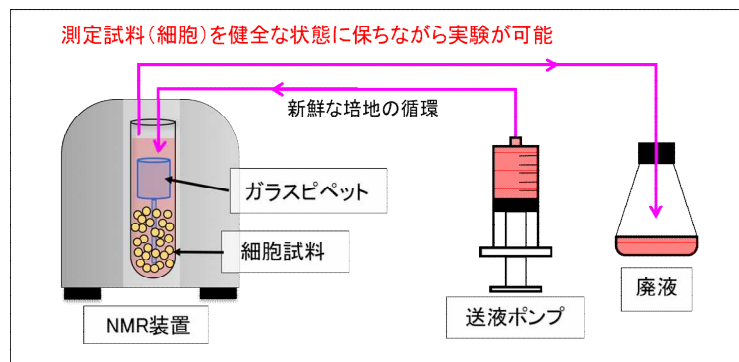 測定試料(細胞)を健全な状態に保ちながら実験が可能
新鮮な培地の循環
ガラスピペット
細胞試料
NMR装置
送液ポンプ
廃液